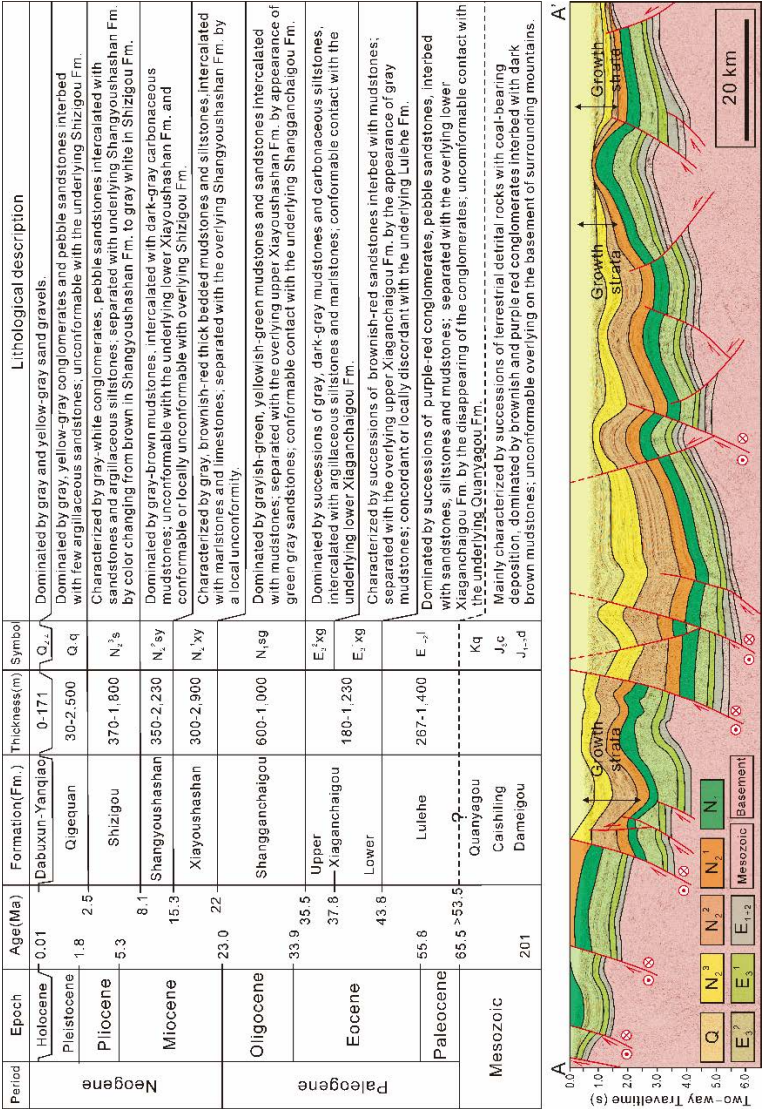 Period
Epoch
Age(Ma)
Formation(Fm.)
Thickness(m)
Symbol
Lithological description
Neogene
Paleogene
Mesozoic
Holocene
Pleistocene
Pliocene
Miocene
Oligocene
Eocene
Paleocene
0.01
1.8
5.3
23.0
33.9
55.8
65.5
2.5
8.1
15.3
22
35.5
37.8
43.8
>53.5
201
Dabuxun-Yanqiao
0-171
Dominated by gray and yellow-gray sand gravels.
Qigequan
30-2,500
Q₁q
Dominated by gray, yellow-gray conglomerates and pebble sandstones interbed
with few argillaceous sandstones; unconformable with the underlying Shizigou Fm.
Shizigou
370-1,800
N₂³s
Characterized by gray-white conglomerates, pebble sandstones intercalated with
sandstones and argillaceous siltstones; separated with underlying Shangyoushashan Fm.
by color changing from brown in Shangyoushashan Fm. to gray white in Shizigou Fm.
Shangyoushashan
350-2,230
N₂²sy
Dominated by gray-brown mudstones, intercalated with dark-gray carbonaceous
mudstones; unconformable with the underlying lower Xiayoushashan Fm. and
conformable or locally unconformable with overlying Shizigou Fm.
Xiayoushashan
300-2,900
N₂¹xy
Characterized by gray, brownish-red thick bedded mudstones and siltstones, intercalated
with marlstones and limestones; separated with the overlying Shangyoushashan Fm. by
a local unconformity.
Shangganchaigou
600-1,000
N₁sg
Dominated by grayish-green, yellowish-green mudstones and sandstones intercalated
with mudstones; separated with the overlying upper Xiayoushashan Fm. by appearance of
green gray sandstones; conformable contact with the underlying Shangganchaigou Fm.
Upper
Xiaganchaigou
Lower
180-1,230
Dominated by successions of gray, dark-gray mudstones and carbonaceous siltstones,
intercalated with argillaceous siltstones and marlstones; conformable contact with the
underlying lower Xiaganchaigou Fm.
Characterized by successions of brownish-red sandstones interbed with mudstones;
separated with the overlying upper Xiaganchaigou Fm. by the appearance of gray
mudstones; concordant or locally discordant with the underlying Lulehe Fm.
Lulehe
267-1,400
Dominated by successions of purple-red conglomerates, pebble sandstones, interbed
with sandstones, siltstones and mudstones; separated with the overlying lower
Xiaganchaigou Fm. by the disappearing of the conglomerates; uncomformable contact with
the underlying Quanyagou Fm.
?
Quanyagou
Caishiling
Dameigou
Kq
J₃c
J₁₋₂d
Mainly characterized by successions of terrestrial detrital rocks with coal-bearing
deposition, dominated by brownish and purple red conglomerates interbed with dark
brown mudstones; unconformable overlying on the basement of surrounding mountains.
A
A'
Two-way Traveltime (s)
0.0
1.0
2.0
3.0
4.0
5.0
6.0
Growth
strata
Growth
strata
Growth
strata
20 km
Q
N₂³
N₂²
N₂¹
N₁
E₃²
E₃¹
E₁₊₂
Mesozoic
Basement